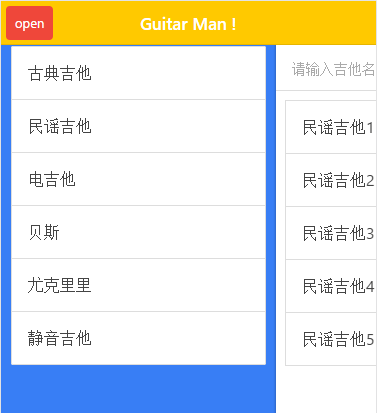 open
Guitar Man !
古典吉他
民谣吉他
电吉他
贝斯
尤克里里
静音吉他
请输入吉他名
民谣吉他1
民谣吉他2
民谣吉他3
民谣吉他4
民谣吉他5